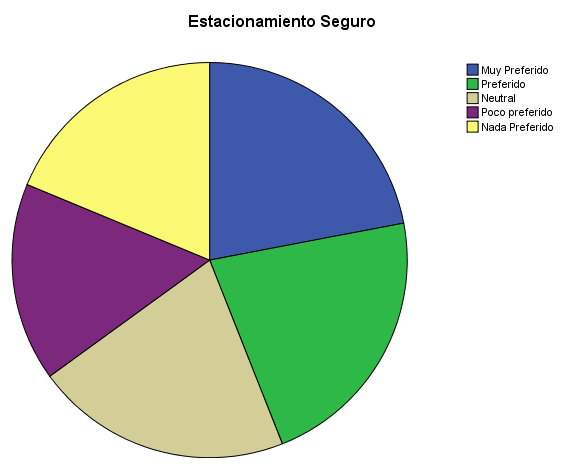 Estacionamiento Seguro
Muy Preferido
Preferido
Neutral
Poco preferido
Nada Preferido